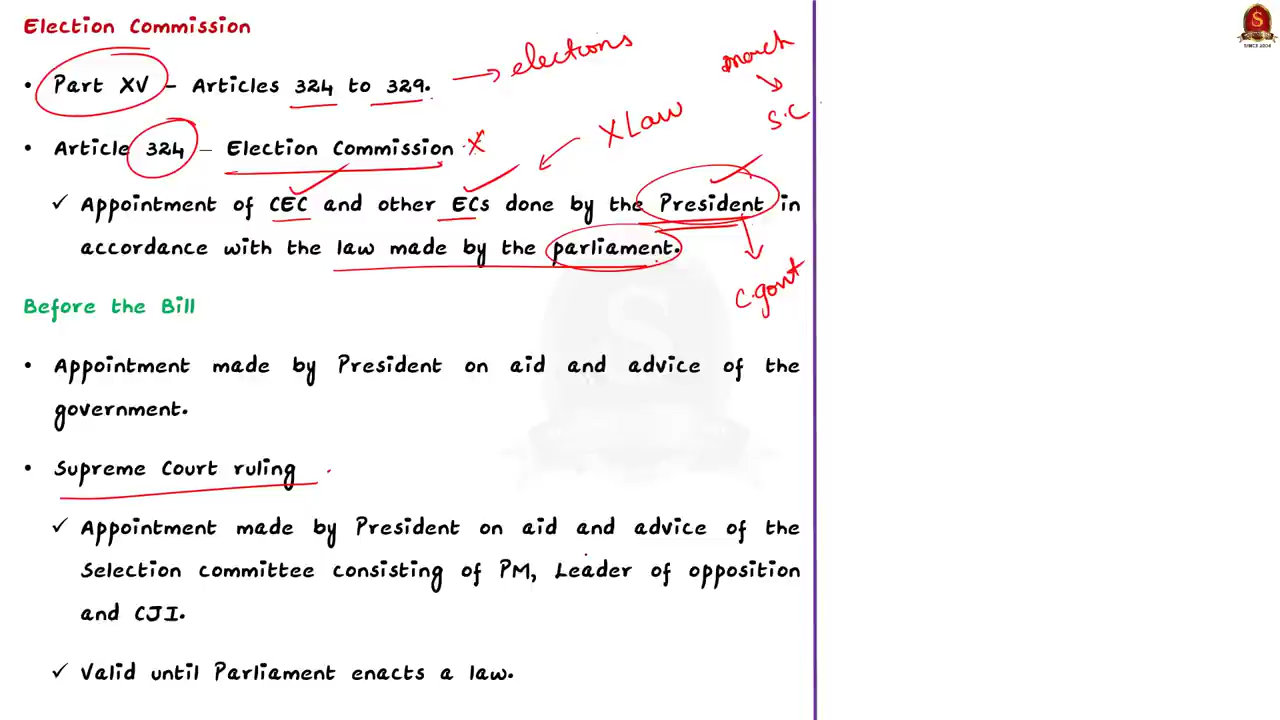 Election Commission
• Part XV – Articles 324 to 329. → elections
march
S.C
X Law
• Article 324 – Election Commission X
✓ Appointment of CEC and other ECs done by the President in
accordance with the law made by the parliament.
C.govt
Before the Bill
• Appointment made by President on aid and advice of the
government.
• Supreme Court ruling
✓ Appointment made by President on aid and advice of the
Selection committee consisting of PM, Leader of opposition
and CJI.
✓ Valid until Parliament enacts a law.
S
SINCE 2004